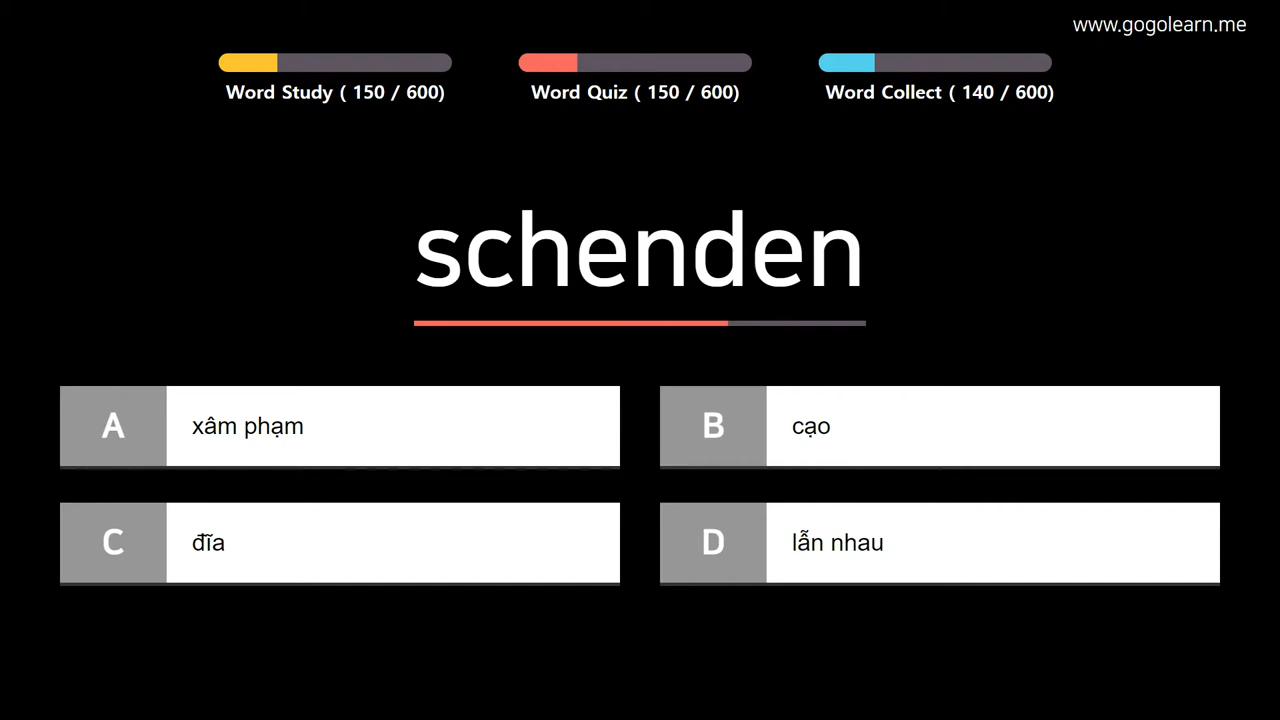 www.gogolearn.me
Word Study ( 150 / 600)
Word Quiz ( 150 / 600)
Word Collect ( 140 / 600)
schenden
A xâm phạm
B cạo
C đĩa
D lẫn nhau